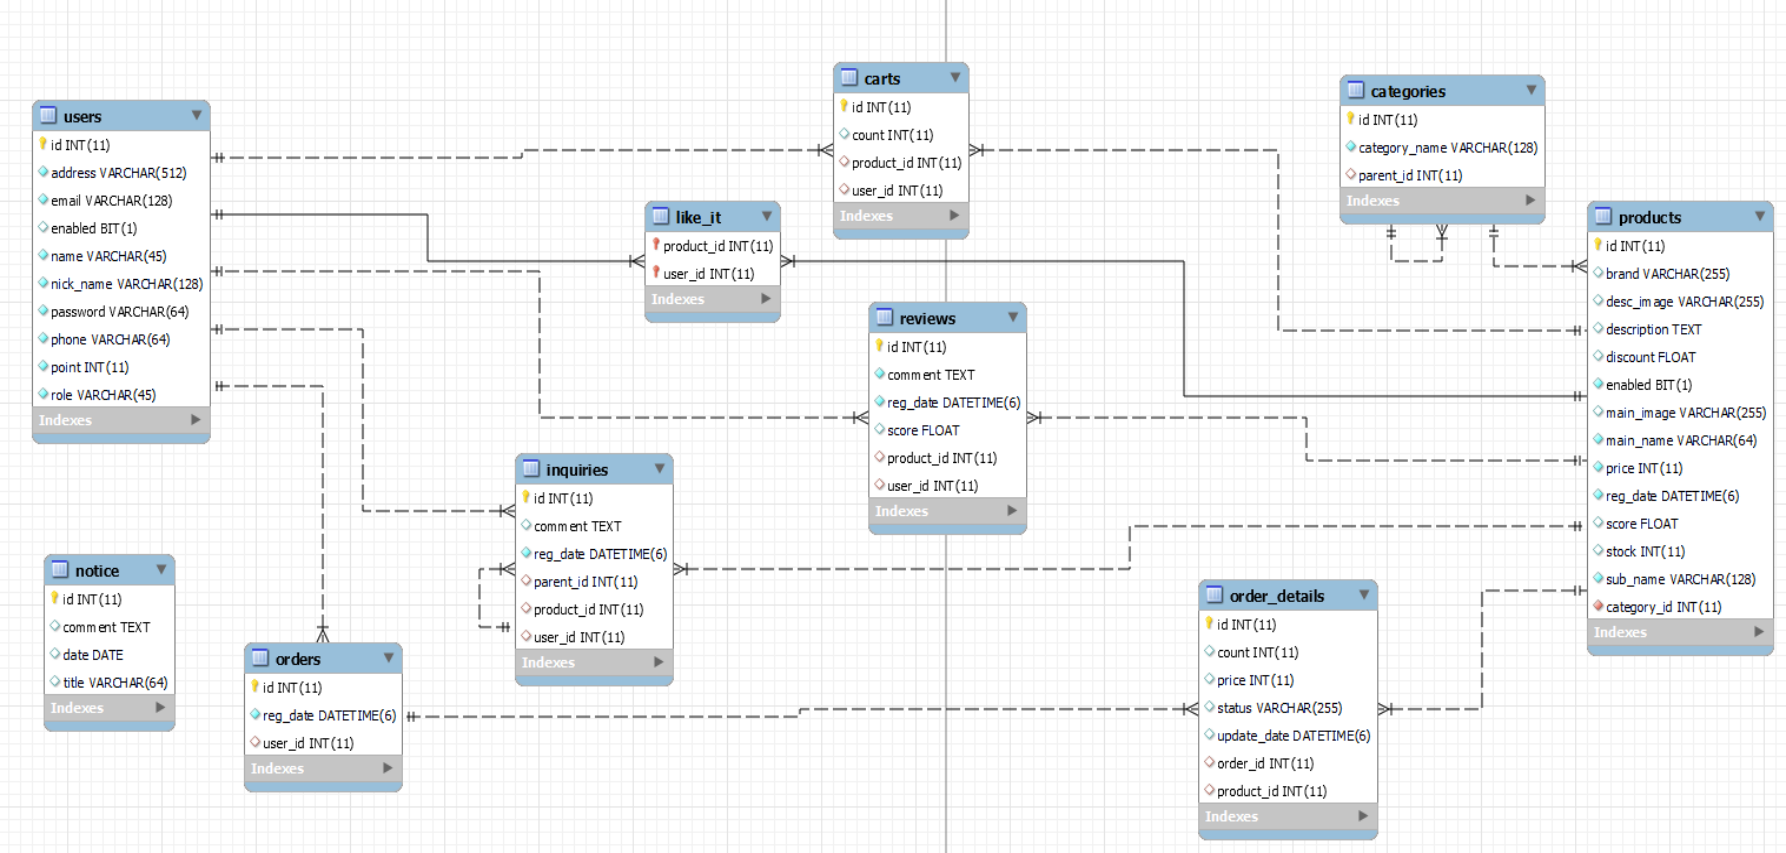 users
id INT(11)
address VARCHAR(512)
email VARCHAR(128)
enabled BIT(1)
name VARCHAR(45)
nick_name VARCHAR(128)
password VARCHAR(64)
phone VARCHAR(64)
point INT(11)
role VARCHAR(45)
Indexes
carts
id INT(11)
count INT(11)
product_id INT(11)
user_id INT(11)
Indexes
categories
id INT(11)
category_name VARCHAR(128)
parent_id INT(11)
Indexes
like_it
product_id INT(11)
user_id INT(11)
Indexes
products
id INT(11)
brand VARCHAR(255)
desc_image VARCHAR(255)
description TEXT
discount FLOAT
enabled BIT(1)
main_image VARCHAR(255)
main_name VARCHAR(64)
price INT(11)
reg_date DATETIME(6)
score FLOAT
stock INT(11)
sub_name VARCHAR(128)
category_id INT(11)
Indexes
reviews
id INT(11)
comment TEXT
reg_date DATETIME(6)
score FLOAT
product_id INT(11)
user_id INT(11)
Indexes
inquiries
id INT(11)
comment TEXT
reg_date DATETIME(6)
parent_id INT(11)
product_id INT(11)
user_id INT(11)
Indexes
notice
id INT(11)
comment TEXT
date DATE
title VARCHAR(64)
Indexes
orders
id INT(11)
reg_date DATETIME(6)
user_id INT(11)
Indexes
order_details
id INT(11)
count INT(11)
price INT(11)
status VARCHAR(255)
update_date DATETIME(6)
order_id INT(11)
product_id INT(11)
Indexes